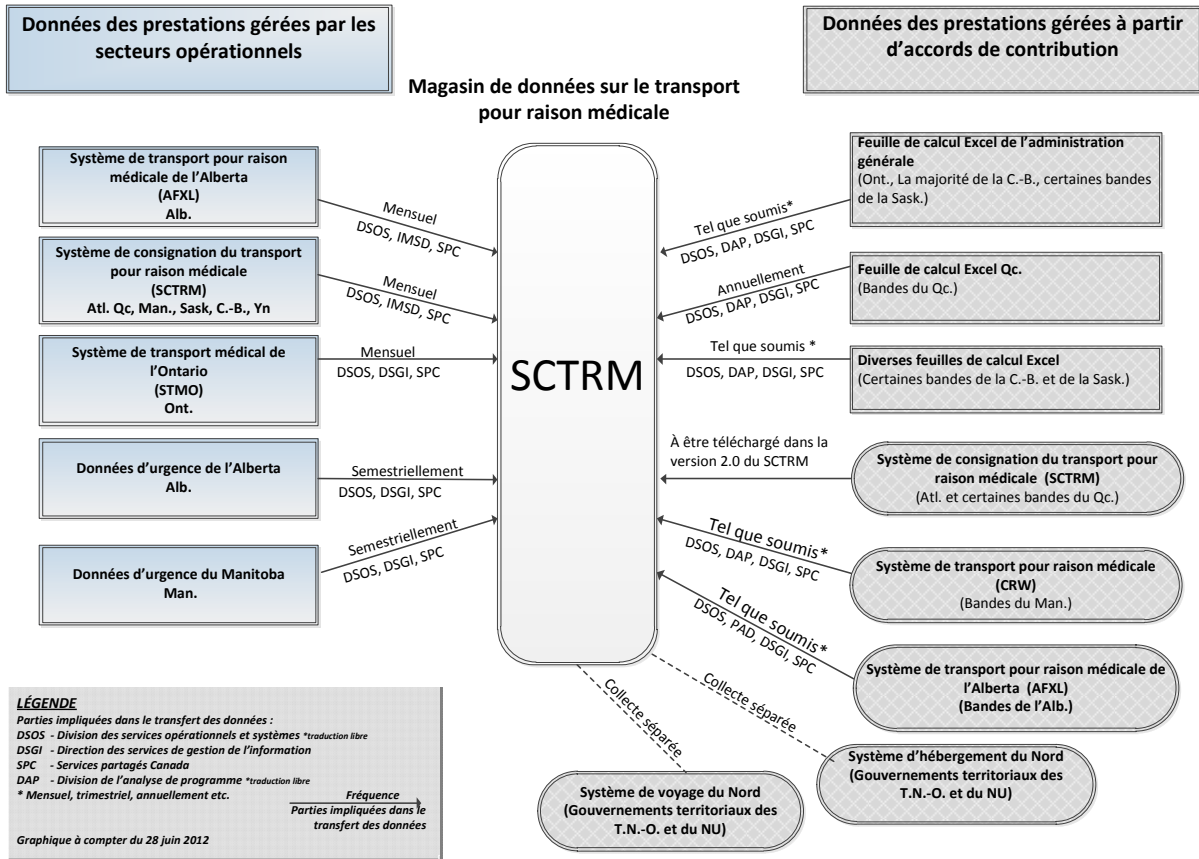 Données des prestations gérées par les
secteurs opérationnels
Données des prestations gérées à partir
d'accords de contribution
Magasin de données sur le transport
pour raison médicale
Système de transport pour raison
médicale de l'Alberta
(AFXL)
Alb.
Mensuel
DSOS, IMSD, SPC
Système de consignation du transport
pour raison médicale
(SCTRM)
Atl. Qc, Man., Sask, C.-B., Yn
Mensuel
DSOS, IMSD, SPC
Système de transport médical de
l'Ontario
(STMO)
Ont.
Mensuel
DSOS, DSGI, SPC
Données d'urgence de l'Alberta
Alb.
Semestriellement
DSOS, DSGI, SPC
Données d'urgence du Manitoba
Man.
Semestriellement
DSOS, DSGI, SPC
SCTRM
Feuille de calcul Excel de l'administration
générale
(Ont., La majorité de la C.-B., certaines bandes
de la Sask.)
Tel que soumis*
DSOS, DAP, DSGI, SPC
Feuille de calcul Excel Qc.
(Bandes du Qc.)
Annuellement
DSOS, DAP, DSGI, SPC
Diverses feuilles de calcul Excel
(Certaines bandes de la C.-B. et de la Sask.)
Tel que soumis *
DSOS, DAP, DSGI, SPC
À être téléchargé dans la
version 2.0 du SCTRM
Système de consignation du transport pour
raison médicale (SCTRM)
(Atl. et certaines bandes du Qc.)
Tel que soumis*
DSOS, DAP, DSGI, SPC
Système de transport pour raison médicale
(CRW)
(Bandes du Man.)
Tel que soumis*
DSOS, PAD, DSGI, SPC
Système de transport pour raison médicale de
l'Alberta (AFXL)
(Bandes de l'Alb.)
Collecte séparée
Système d'hébergement du Nord
(Gouvernements territoriaux des
T.N.-O. et du NU)
Collecte séparée
Système de voyage du Nord
(Gouvernements territoriaux des
T.N.-O. et du NU)
LÉGENDE
Parties impliquées dans le transfert des données :
DSOS - Division des services opérationnels et systèmes *traduction libre
DSGI - Direction des services de gestion de l'information
SPC - Services partagés Canada
DAP - Division de l'analyse de programme *traduction libre
* Mensuel, trimestriel, annuellement etc.
Fréquence
Parties impliquées dans le
transfert des données
Graphique à compter du 28 juin 2012